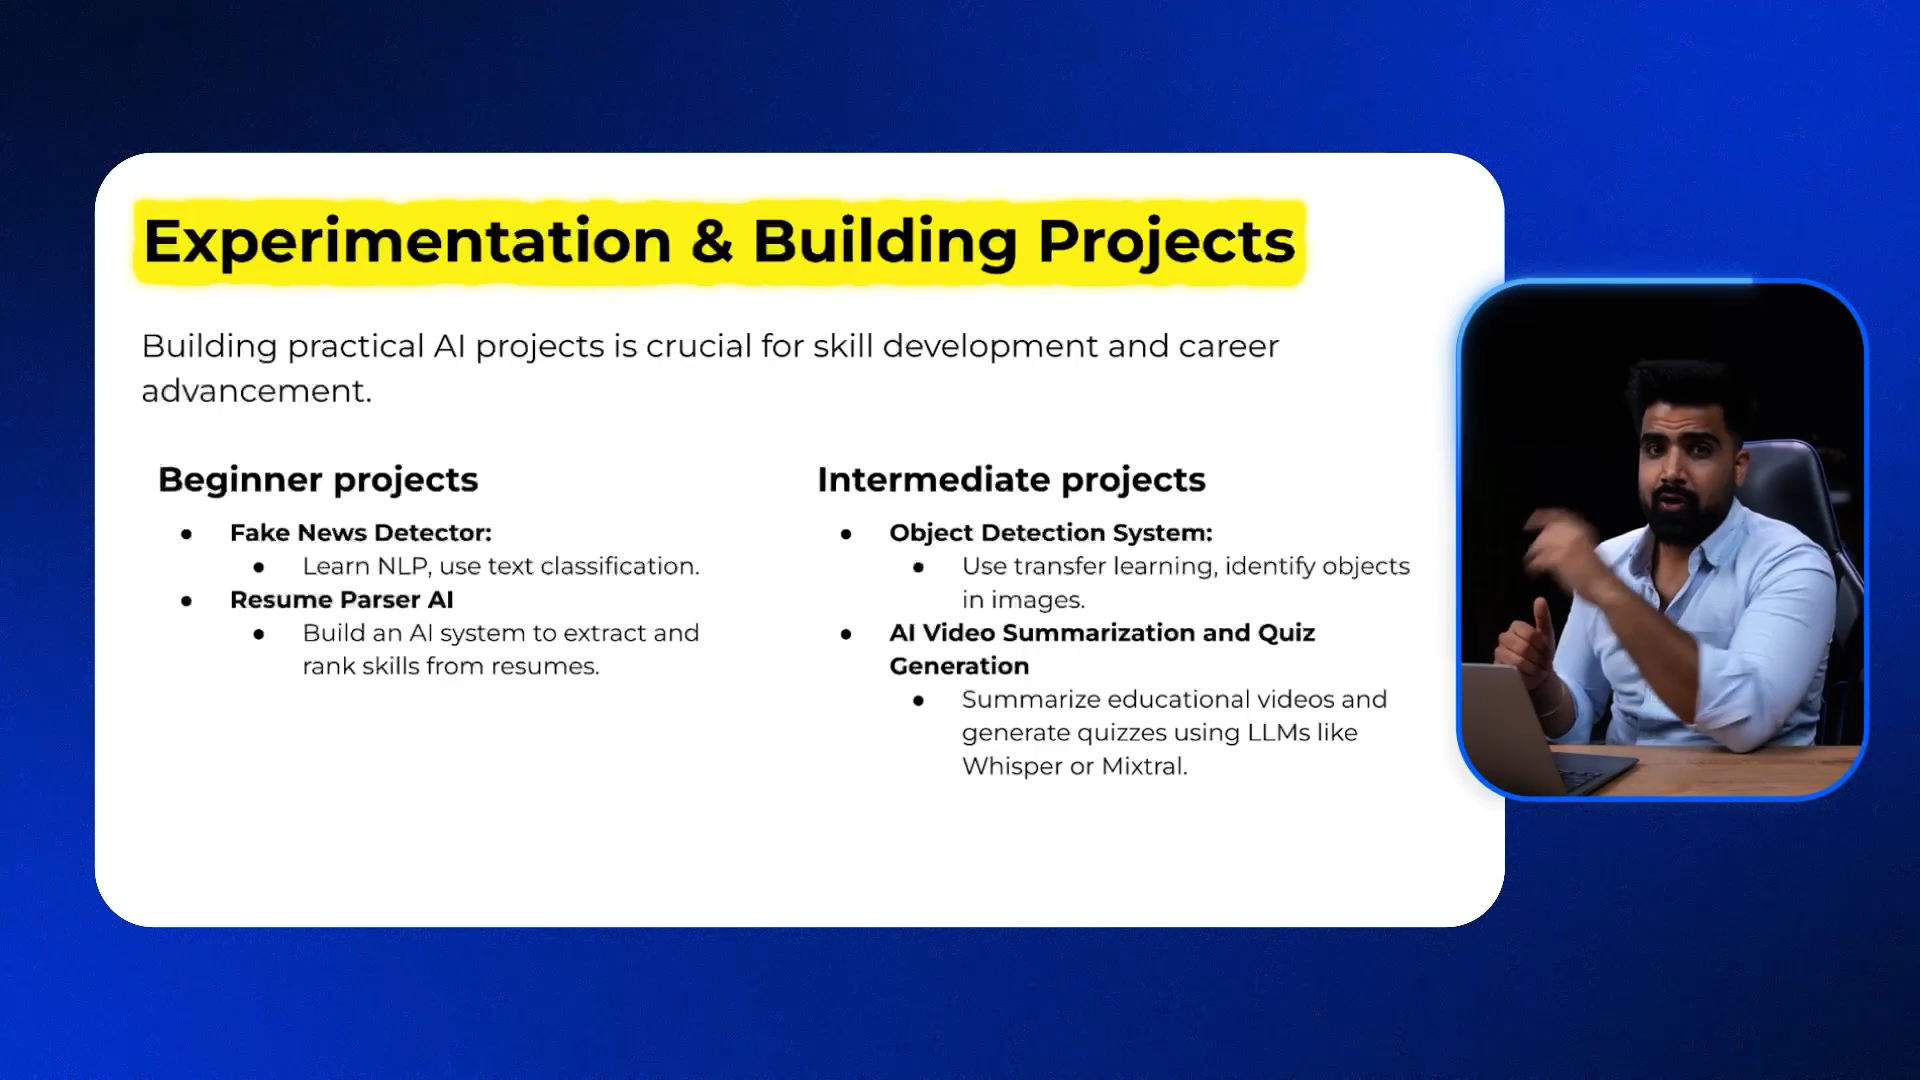 Experimentation & Building Projects
Building practical AI projects is crucial for skill development and career
advancement.
Beginner projects
● Fake News Detector:
● Learn NLP, use text classification.
● Resume Parser AI
● Build an AI system to extract and
rank skills from resumes.
Intermediate projects
● Object Detection System:
● Use transfer learning, identify objects
in images.
● AI Video Summarization and Quiz
Generation
● Summarize educational videos and
generate quizzes using LLMs like
Whisper or Mixtral.